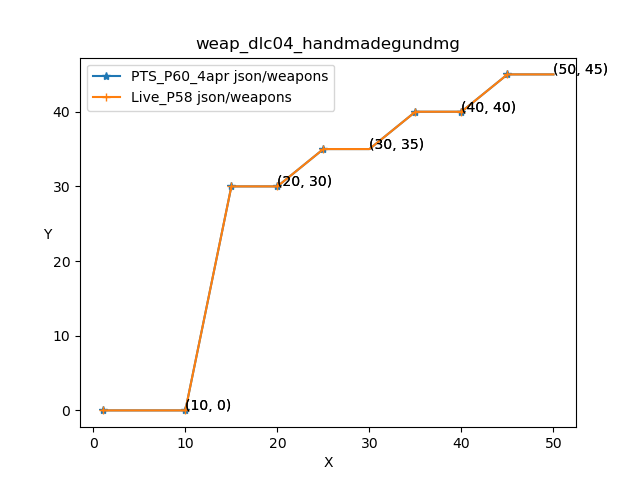 weap_dlc04_handmadegundmg
PTS_P60_4apr json/weapons
Live_P58 json/weapons
(50, 45)
(40, 40)
(30, 35)
(20, 30)
(10, 0)
40
30
20
10
0
Y
0 10 20 30 40 50
X